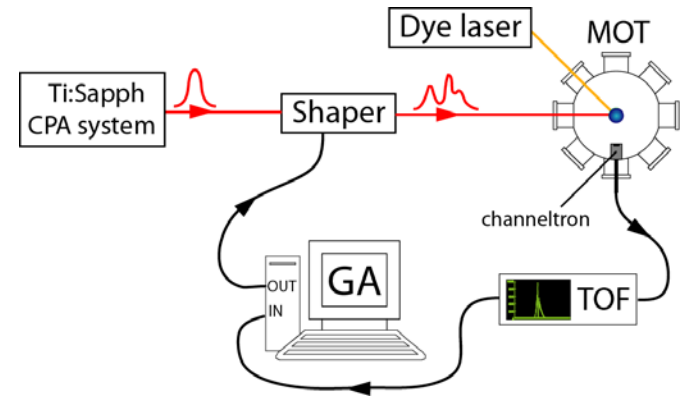 Dye laser
MOT
Ti:Sapph
CPA system
Shaper
channeltron
OUT
IN
GA
TOF